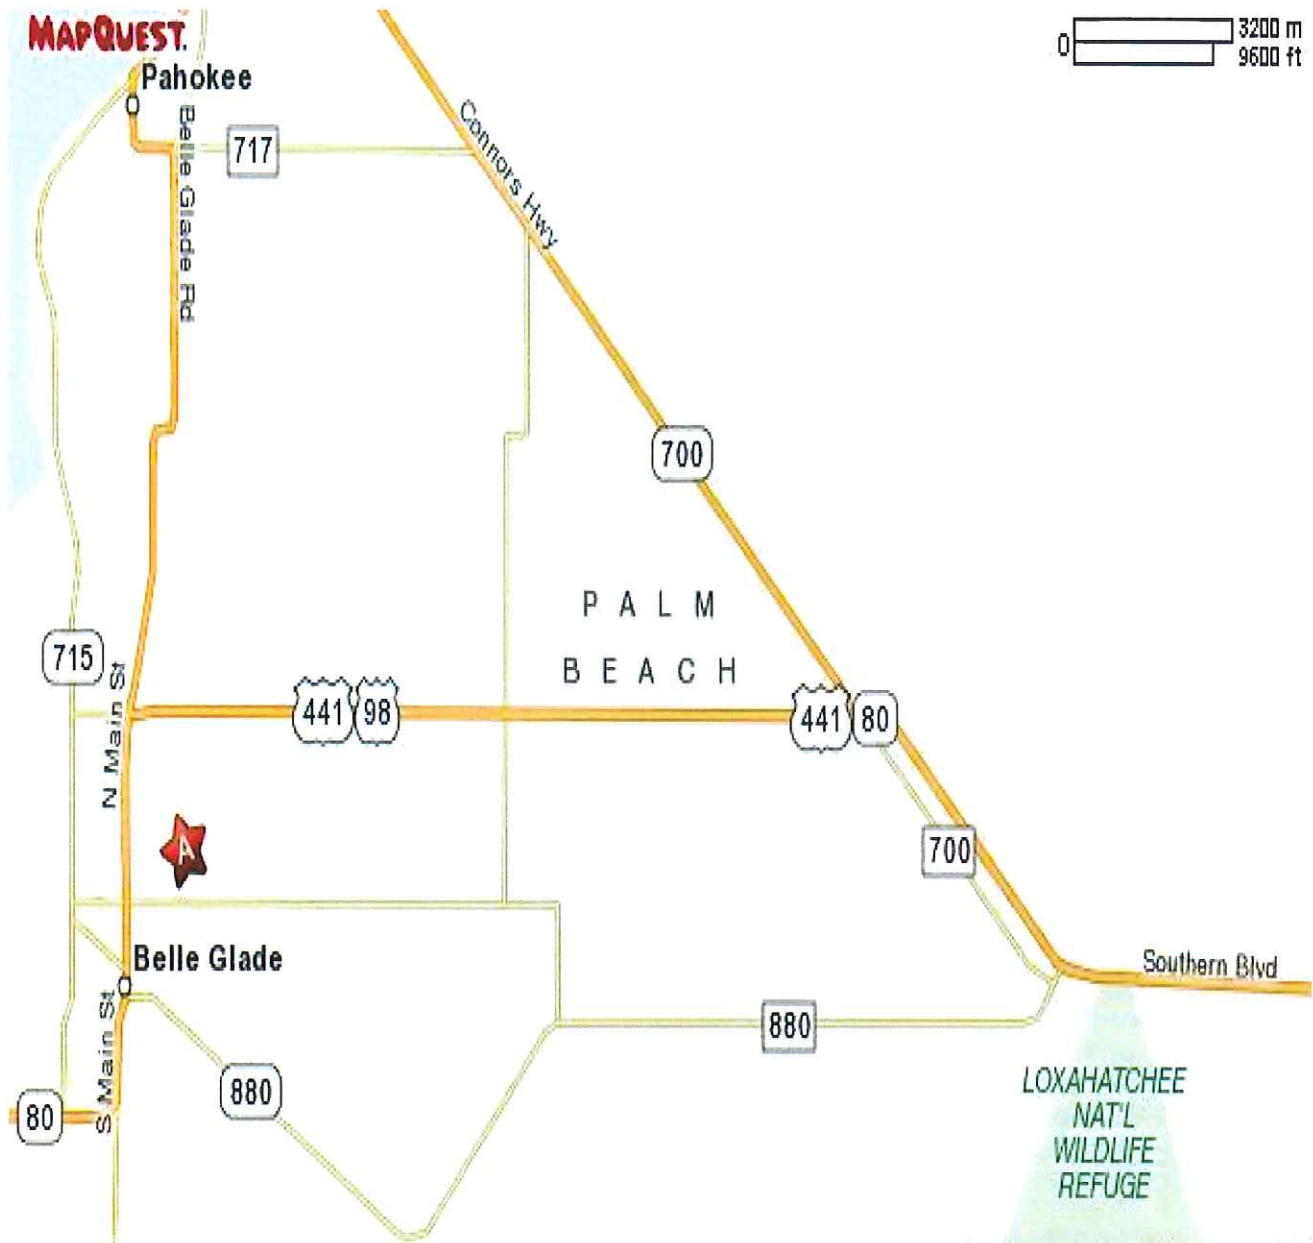 MAPQUEST.
0
3200 m
9600 ft
Pahokee
Belle Glade Rd
717
Connors Hwy
700
PALM
BEACH
715
N Main St
441
98
441
80
A
700
Belle Glade
Southern Blvd
S Main St
880
880
80
LOXAHATCHEE
NAT'L
WILDLIFE
REFUGE